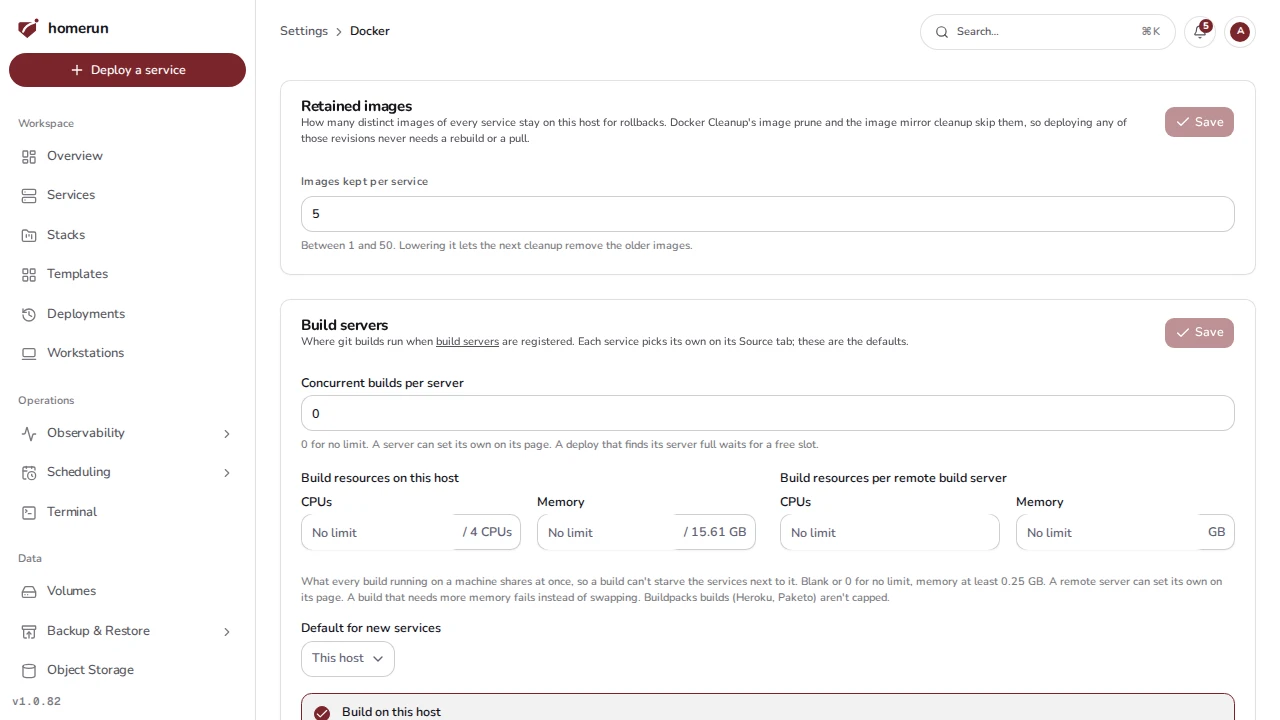 homerun
Deploy a service
Workspace
Overview
Services
Stacks
Templates
Deployments
Workstations
Operations
Observability
Scheduling
Terminal
Data
Volumes
Backup & Restore
Object Storage
v1.0.82
Settings > Docker
Search...
⌘K
5
A
Retained images
How many distinct images of every service stay on this host for rollbacks. Docker Cleanup's image prune and the image mirror cleanup skip them, so deploying any of
those revisions never needs a rebuild or a pull.
Save
Images kept per service
5
Between 1 and 50. Lowering it lets the next cleanup remove the older images.
Build servers
Where git builds run when build servers are registered. Each service picks its own on its Source tab; these are the defaults.
Save
Concurrent builds per server
0
0 for no limit. A server can set its own on its page. A deploy that finds its server full waits for a free slot.
Build resources on this host
CPUs
No limit
/ 4 CPUs
Memory
No limit
/ 15.61 GB
Build resources per remote build server
CPUs
No limit
Memory
No limit
GB
What every build running on a machine shares at once, so a build can't starve the services next to it. Blank or 0 for no limit, memory at least 0.25 GB. A remote server can set its own on
its page. A build that needs more memory fails instead of swapping. Buildpacks builds (Heroku, Paketo) aren't capped.
Default for new services
This host
Build on this host